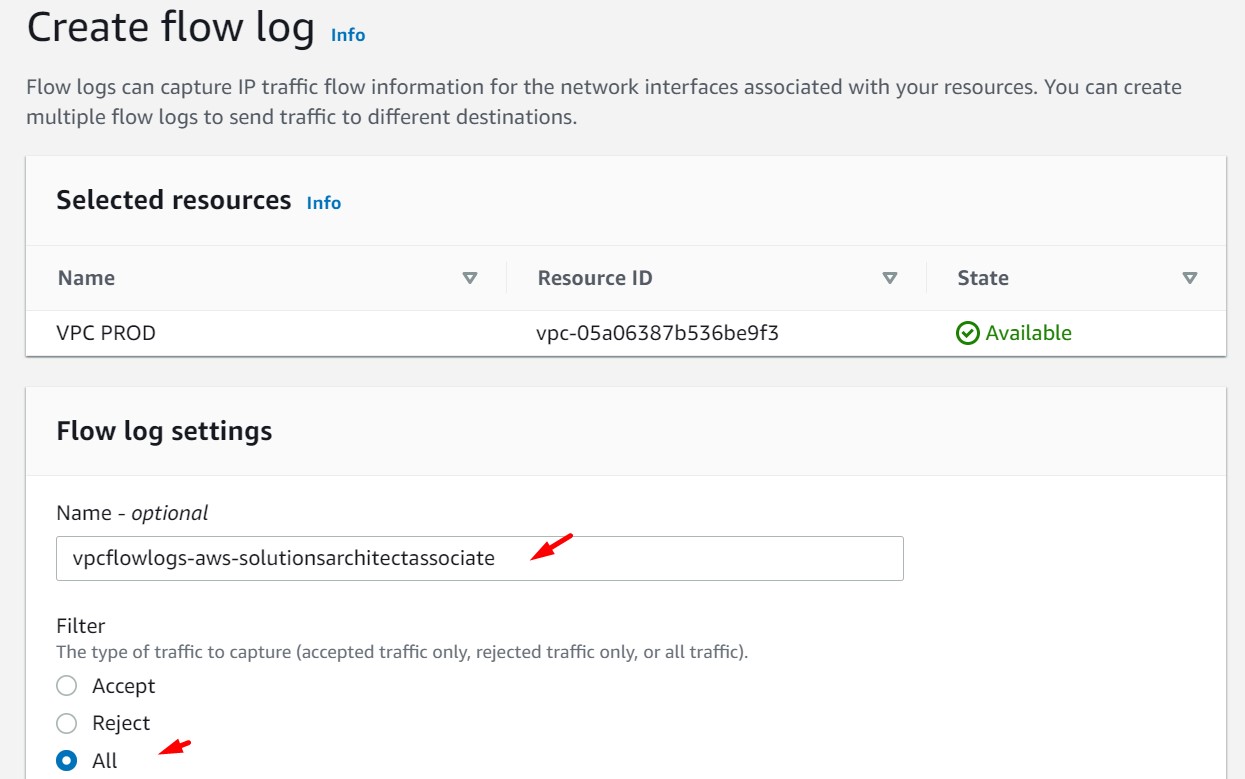 Create flow log Info
Flow logs can capture IP traffic flow information for the network interfaces associated with your resources. You can create
multiple flow logs to send traffic to different destinations.
Selected resources Info
Name Resource ID State
VPC PROD vpc-05a06387b536be9f3 Available
Flow log settings
Name - optional
vpcflowlogs-aws-solutionsarchitectassociate
Filter
The type of traffic to capture (accepted traffic only, rejected traffic only, or all traffic).
Accept
Reject
All